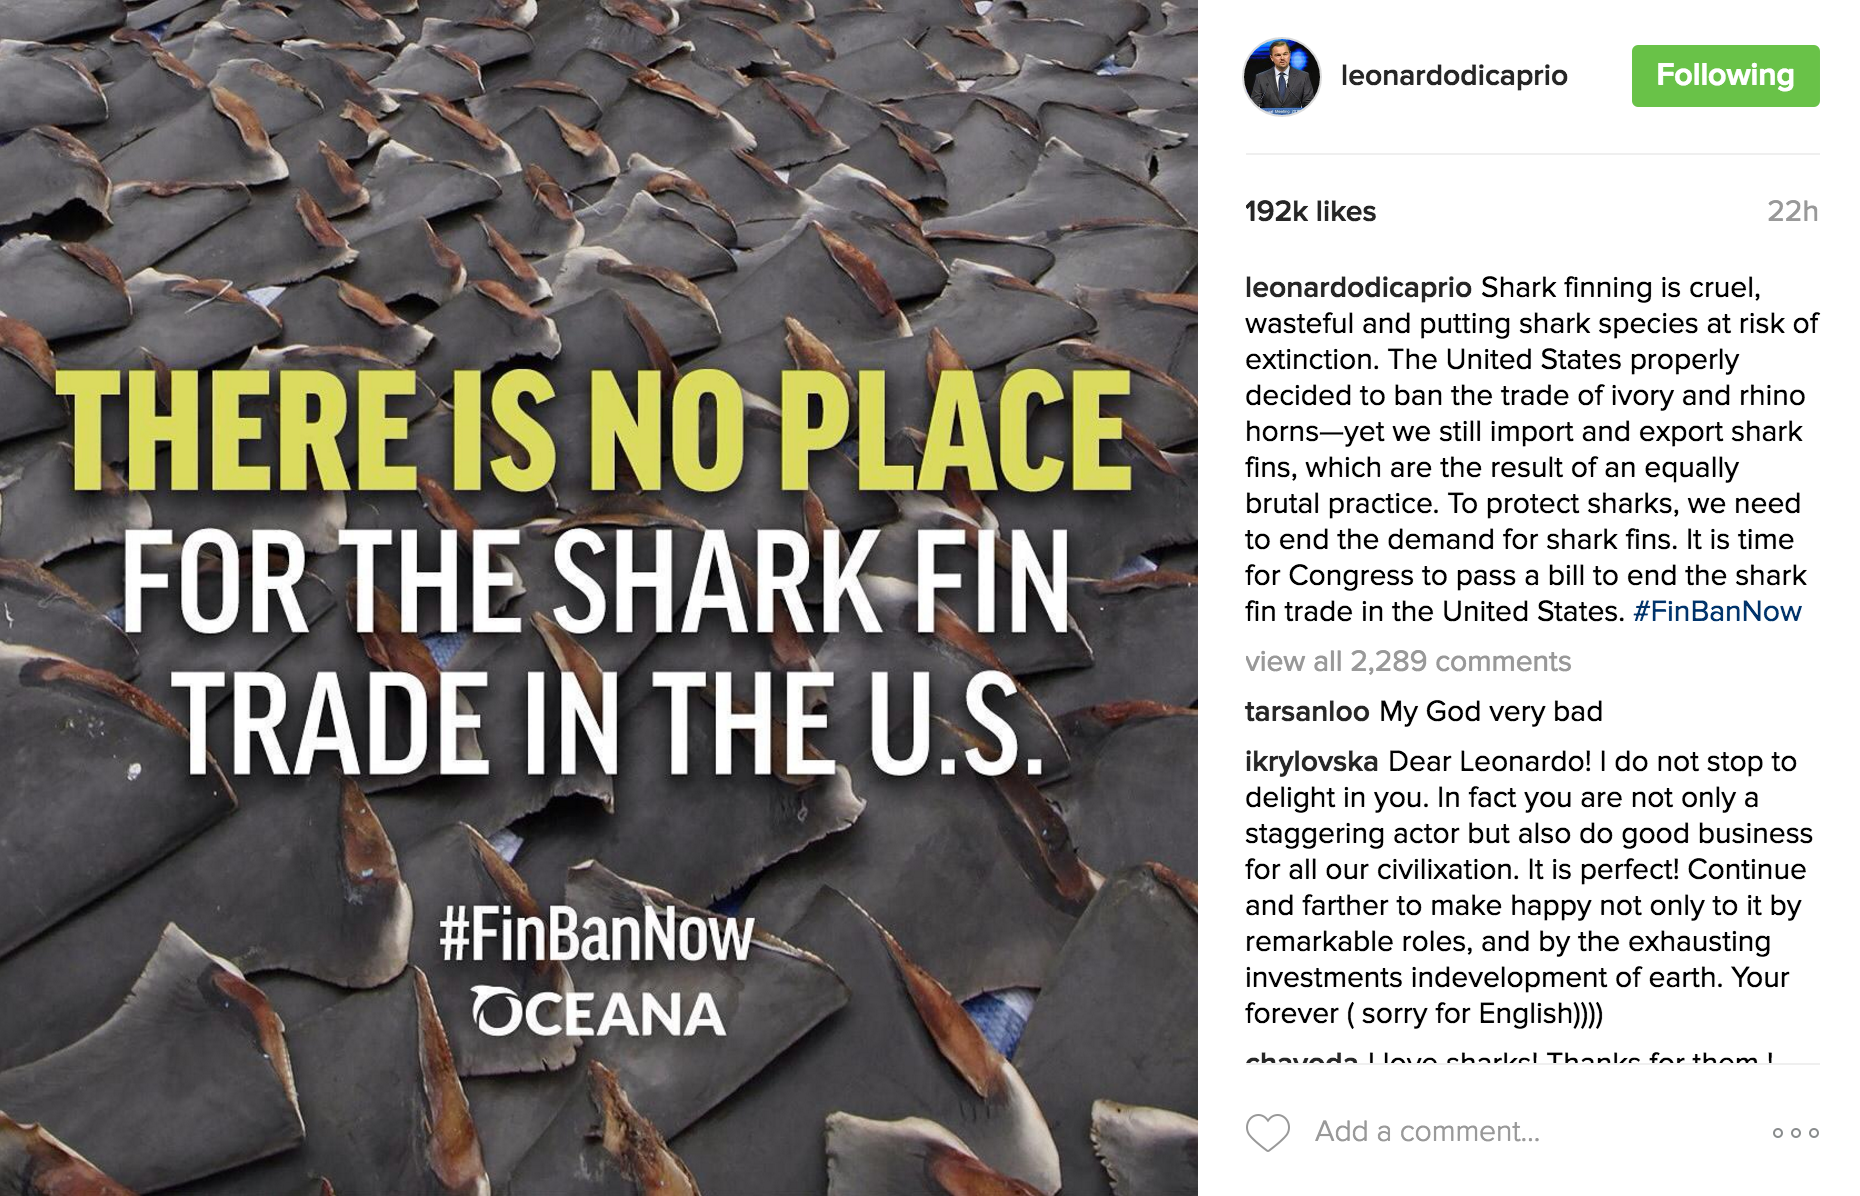 THERE IS NO PLACE
FOR THE SHARK FIN
TRADE IN THE U.S.
#FinBanNow
OCEANA
leonardodicaprio
Following
192k likes
22h
leonardodicaprio Shark finning is cruel,
wasteful and putting shark species at risk of
extinction. The United States properly
decided to ban the trade of ivory and rhino
horns—yet we still import and export shark
fins, which are the result of an equally
brutal practice. To protect sharks, we need
to end the demand for shark fins. It is time
for Congress to pass a bill to end the shark
fin trade in the United States. #FinBanNow
view all 2,289 comments
tarsanloo My God very bad
ikrylovska Dear Leonardo! I do not stop to
delight in you. In fact you are not only a
staggering actor but also do good business
for all our civilixation. It is perfect! Continue
and farther to make happy not only to it by
remarkable roles, and by the exhausting
investments indevelopment of earth. Your
forever ( sorry for English))))
I love sharks! Thanks for them !
Add a comment...